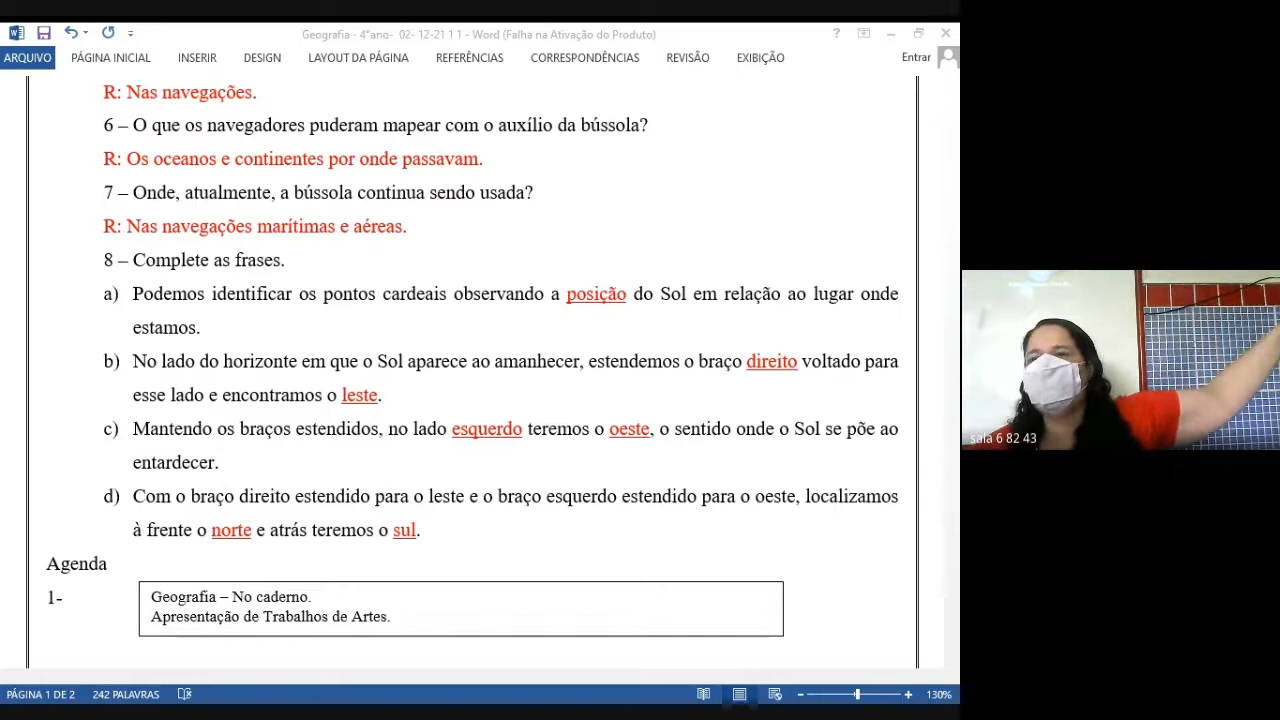 Geografia - 4°ano- 02- 12-21 1 1 - Word (Falha na Ativação do Produto)
ARQUIVO PÁGINA INICIAL INSERIR DESIGN LAYOUT DA PÁGINA REFERÊNCIAS CORRESPONDÊNCIAS REVISÃO EXIBIÇÃO Entrar
R: Nas navegações.
6 – O que os navegadores puderam mapear com o auxílio da bússola?
R: Os oceanos e continentes por onde passavam.
7 – Onde, atualmente, a bússola continua sendo usada?
R: Nas navegações marítimas e aéreas.
8 – Complete as frases.
a) Podemos identificar os pontos cardeais observando a posição do Sol em relação ao lugar onde
estamos.
b) No lado do horizonte em que o Sol aparece ao amanhecer, estendemos o braço direito voltado para
esse lado e encontramos o leste.
c) Mantendo os braços estendidos, no lado esquerdo teremos o oeste, o sentido onde o Sol se põe ao
entardecer.
d) Com o braço direito estendido para o leste e o braço esquerdo estendido para o oeste, localizamos
à frente o norte e atrás teremos o sul.
Agenda
1-
Geografia – No caderno.
Apresentação de Trabalhos de Artes.
sala 6 82 43
PÁGINA 1 DE 2 242 PALAVRAS 130%